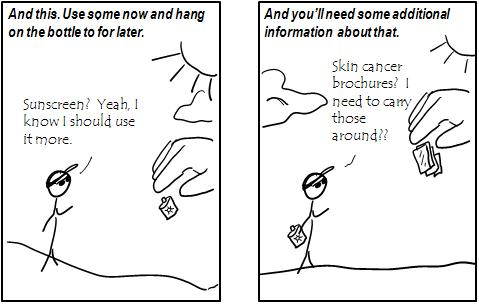 And this. Use some now and hang
on the bottle to for later.
Sunscreen? Yeah, I
know I should use
it more.
And you'll need some additional
information about that.
Skin cancer
brochures? I
need to carry
those
around??